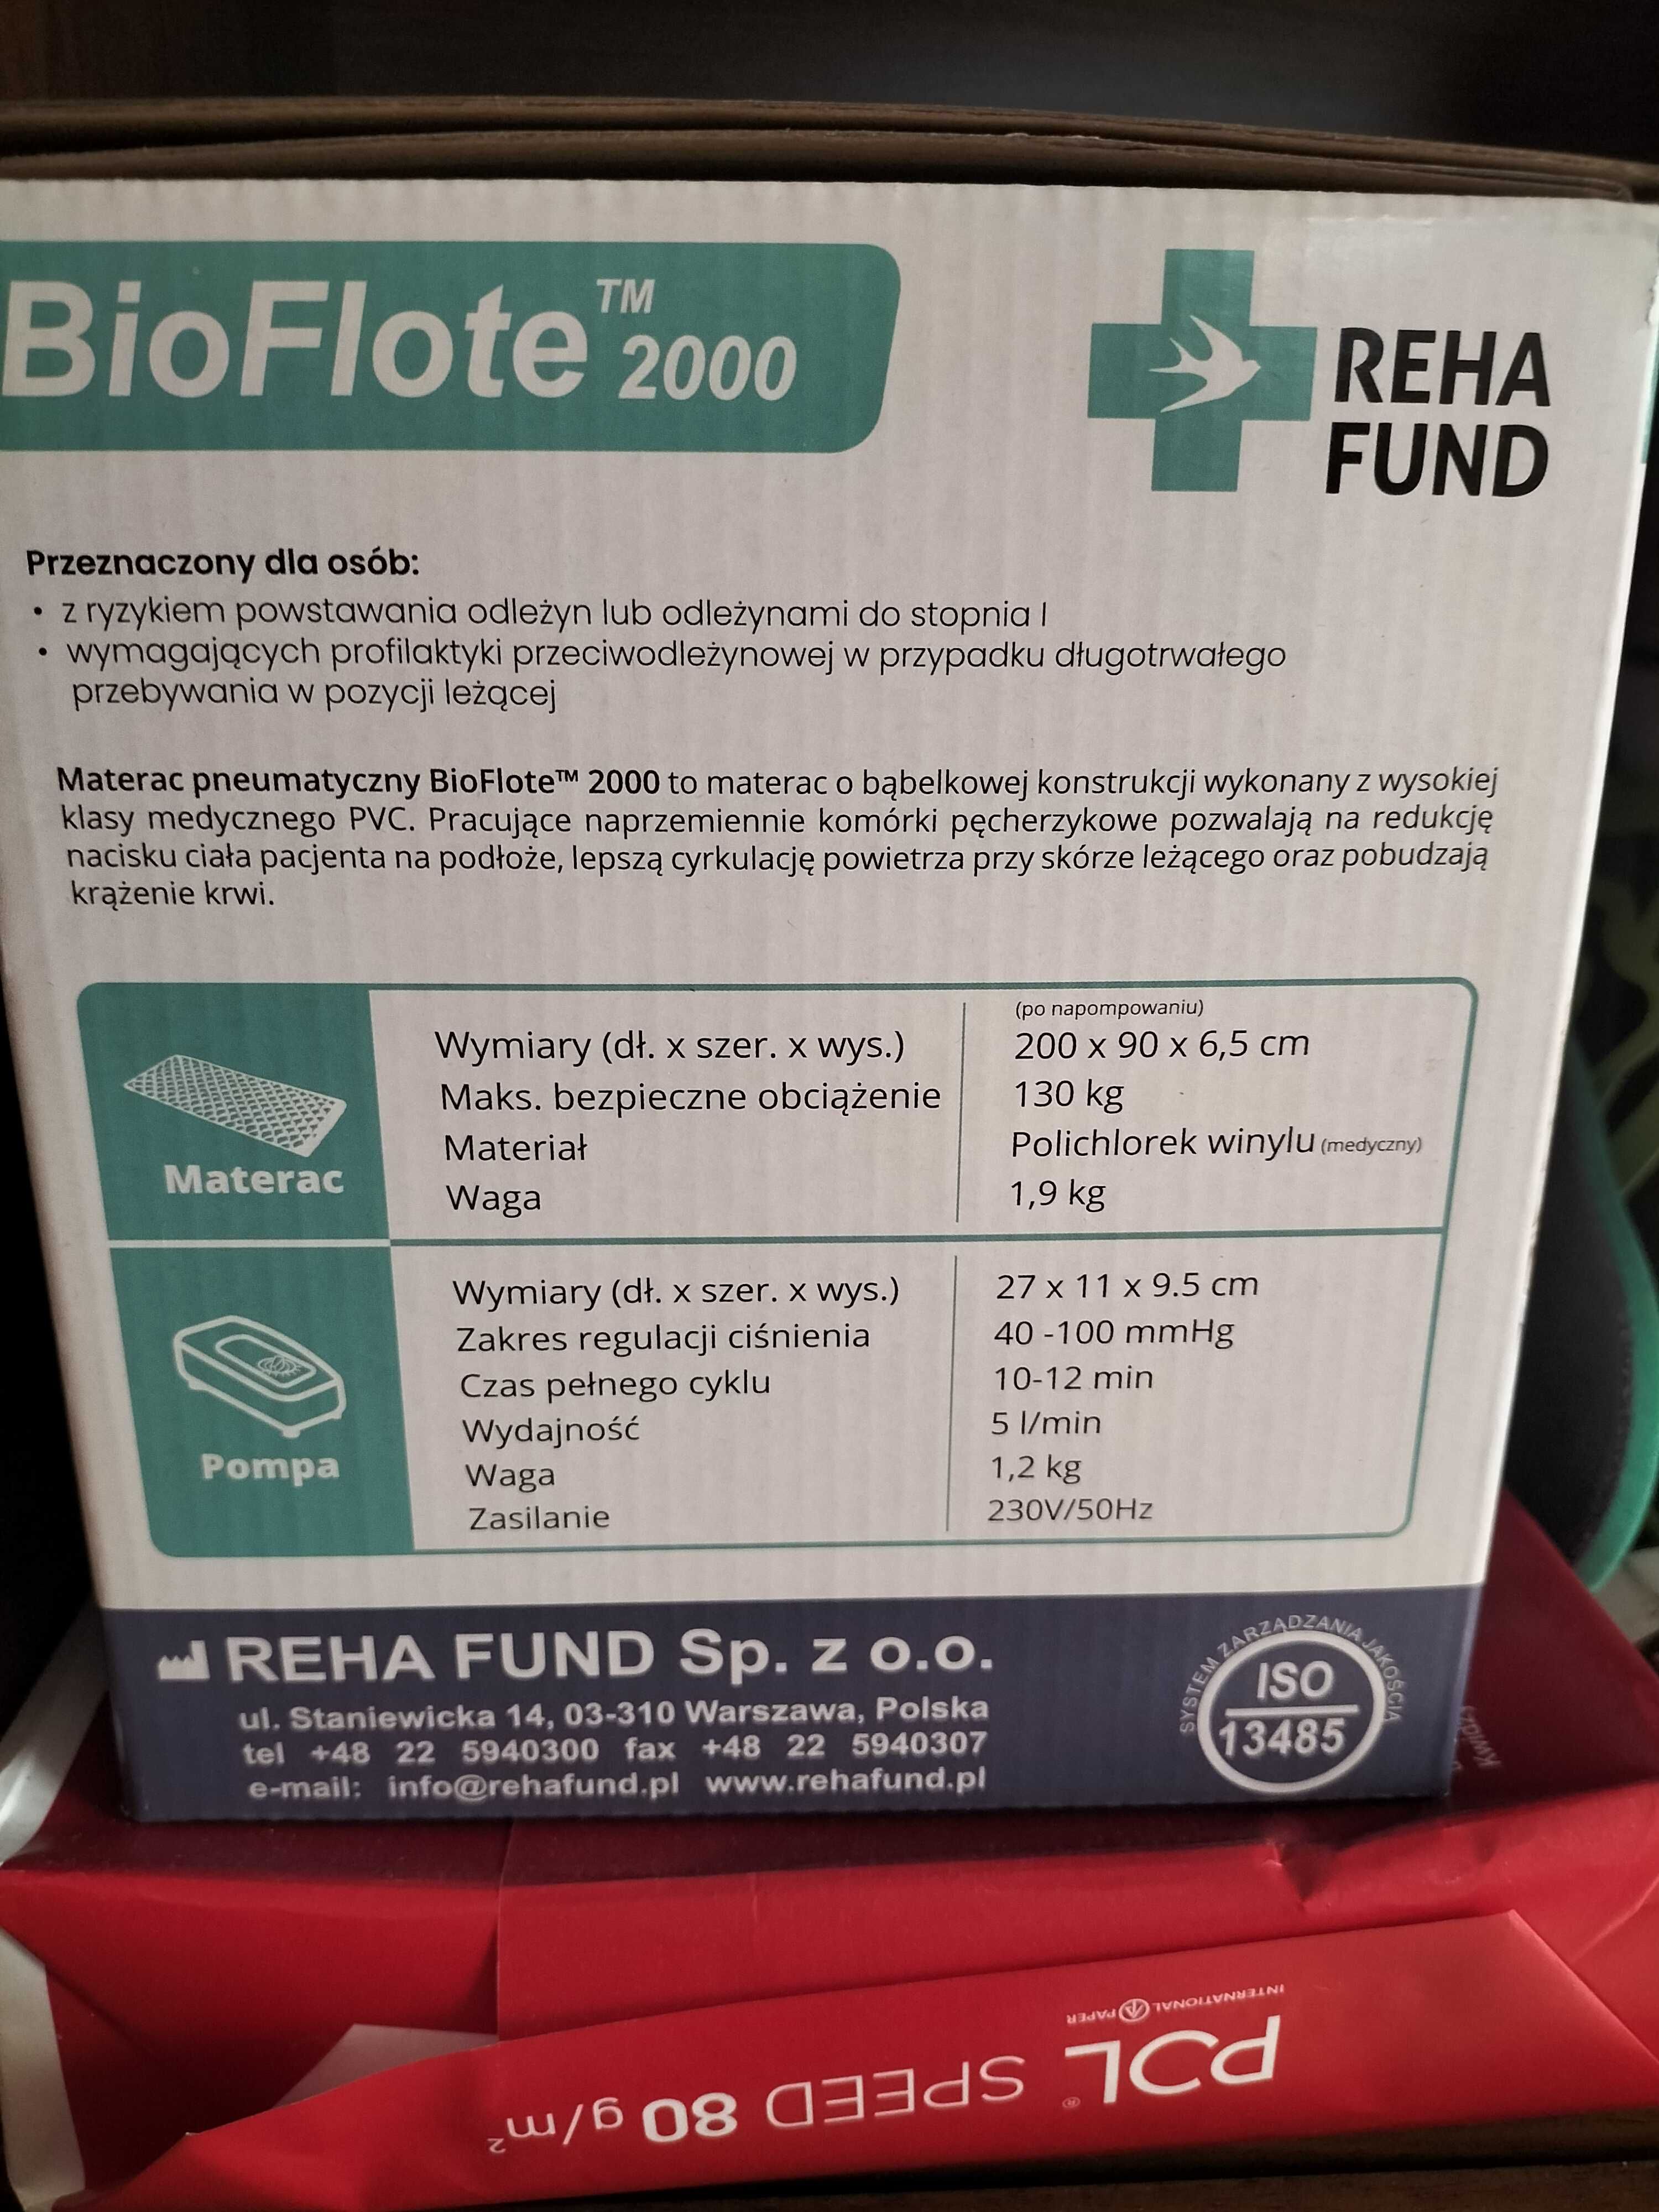 BioFlote™ 2000
REHA
FUND
Przeznaczony dla osób:
• z ryzykiem powstawania odleżyn lub odleżynami do stopnia I
• wymagających profilaktyki przeciwodleżynowej w przypadku długotrwałego
przebywania w pozycji leżącej
Materac pneumatyczny BioFlote™ 2000 to materac o bąbelkowej konstrukcji wykonany z wysokiej
klasy medycznego PVC. Pracujące naprzemiennie komórki pęcherzykowe pozwalają na redukcję
nacisku ciała pacjenta na podłoże, lepszą cyrkulację powietrza przy skórze leżącego oraz pobudzają
krążenie krwi.
Materac
(po napompowaniu)
Wymiary (dł. x szer. x wys.) 200 x 90 x 6,5 cm
Maks. bezpieczne obciążenie 130 kg
Materiał Polichlorek winylu (medyczny)
Waga 1,9 kg
Pompa
Wymiary (dł. x szer. x wys.) 27 x 11 x 9.5 cm
Zakres regulacji ciśnienia 40 -100 mmHg
Czas pełnego cyklu 10-12 min
Wydajność 5 l/min
Waga 1,2 kg
Zasilanie 230V/50Hz
REHA FUND Sp. z o.o.
ul. Staniewicka 14, 03-310 Warszawa, Polska
tel +48 22 5940300 fax +48 22 5940307
e-mail: info@rehafund.pl www.rehafund.pl
SYSTEM ZARZĄDZANIA JAKOŚCIĄ
ISO
13485
INTERNATIONAL PAPER
POL® SPEED 80 g/m²